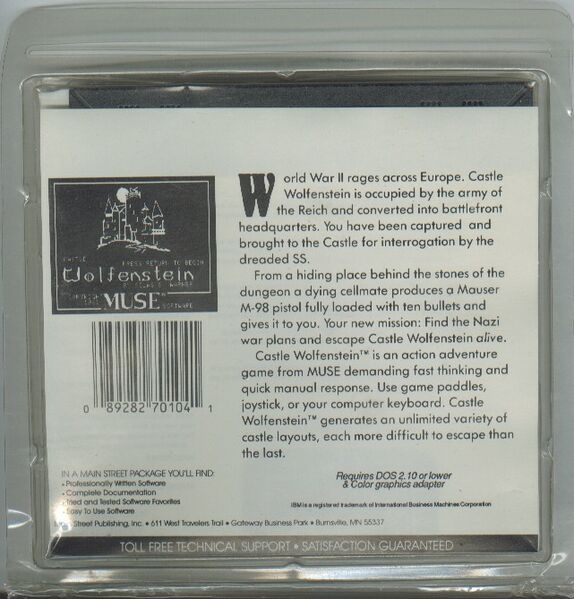 World War II rages across Europe. Castle
Wolfenstein is occupied by the army of
the Reich and converted into battlefront
headquarters. You have been captured and
brought to the Castle for interrogation by the
dreaded SS.
From a hiding place behind the stones of the
dungeon a dying cellmate produces a Mauser
M-98 pistol fully loaded with ten bullets and
gives it to you. Your new mission: Find the Nazi
war plans and escape Castle Wolfenstein alive.
Castle Wolfenstein™ is an action adventure
game from MUSE demanding fast thinking and
quick manual response. Use game paddles,
joystick, or your computer keyboard. Castle
Wolfenstein™ generates an unlimited variety of
castle layouts, each more difficult to escape than
the last.
Requires DOS 2.10 or lower
& Color graphics adapter
IBM is a registered trademark of International Business Machines Corporation
CASTLE PRESS RETURN TO BEGIN
Wolfenstein
BY SILAS S. WARNER
MUSE™
SOFTWARE
0 89282 70104 1
IN A MAIN STREET PACKAGE YOU'LL FIND:
• Professionally Written Software
• Complete Documentation
• Tried and Tested Software Favorites
• Easy To Use Software
Main Street Publishing, Inc. • 611 West Travelers Trail • Gateway Business Park • Burnsville, MN 55337
TOLL FREE TECHNICAL SUPPORT • SATISFACTION GUARANTEED